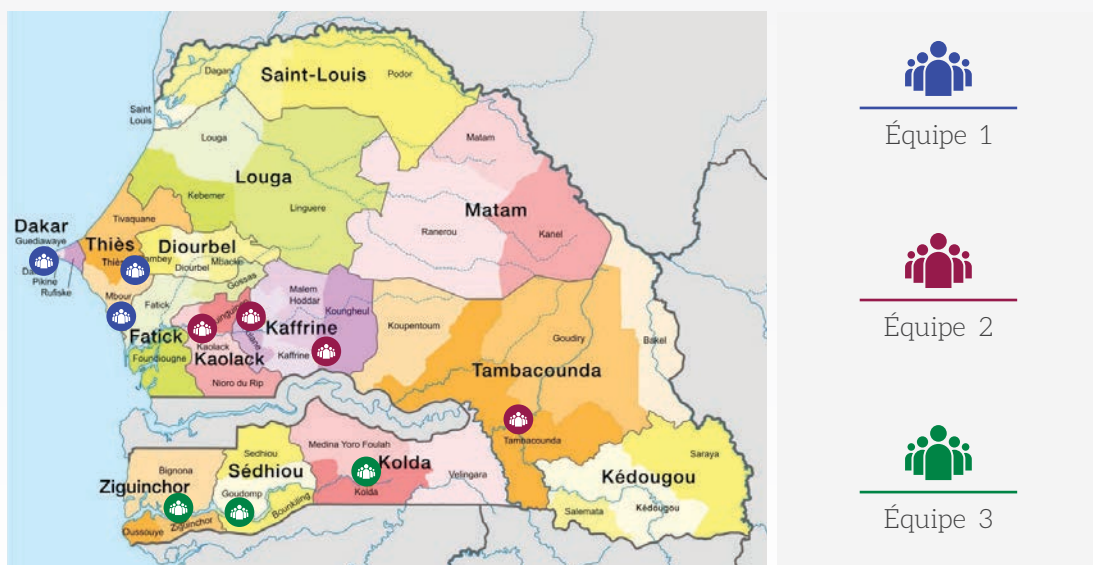 Saint-Louis
Dagana
Podor
Saint
Louis
Louga
Matam
Louga
Kebemer
Linguere
Matam
Ranerou
Kanel
Tivaouane
Dakar
Guediawaye
Thiès
Thiès
Diourbel
Mbacke
Diourbel
Pikine
Rufiske
Gossas
Mbour
Fatick
Malem
Hoddar
Koungheul
Fatick
Kaffrine
Kaffrine
Koupentoum
Goudiry
Bakel
Foundiougne
Kaolack
Kaolack
Nioro du Rip
Tambacounda
Tambacounda
Medina Yoro Foulah
Sedhiou
Sédhiou
Bignona
Kolda
Kolda
Velingara
Saraya
Ziguinchor
Goudomp
Bounkiling
Kédougou
Oussouye
Ziguinchor
Salemata
Kédougou
Équipe 1
Équipe 2
Équipe 3